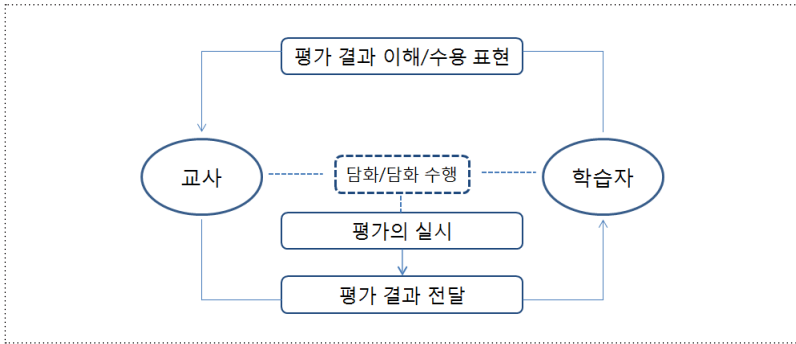 평가 결과 이해/수용 표현
교사
담화/담화 수행
학습자
평가의 실시
평가 결과 전달